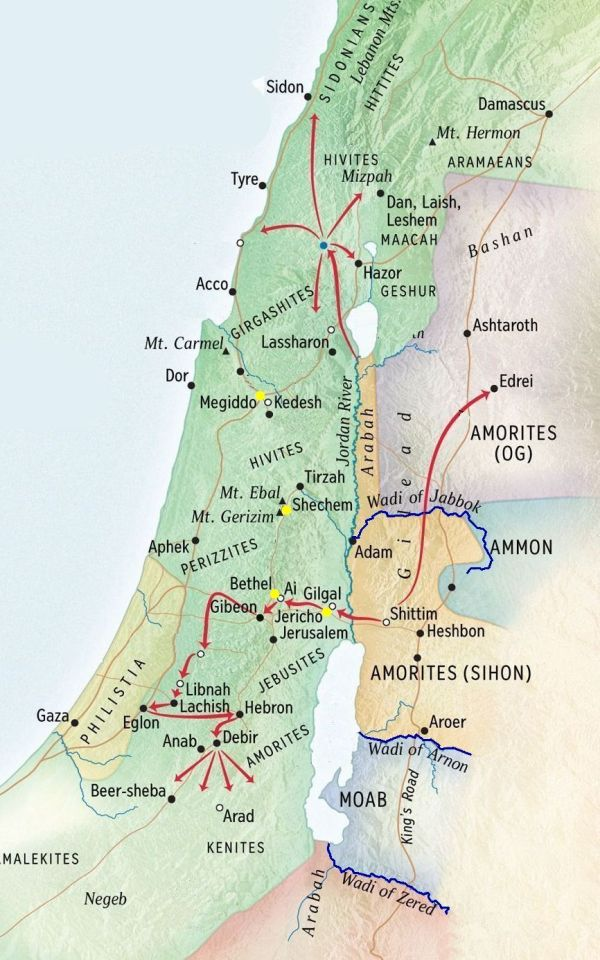 SIDONIANS
Lebanon Mts.
HITTITES
Sidon
Damascus
Mt. Hermon
HIVITES
ARAMAEANS
Mizpah
Tyre
Dan, Laish,
Leshem
MAACAH
Bashan
Hazor
Acco
GESHUR
GIRGASHITES
Ashtaroth
Mt. Carmel
Lassharon
th
Dor
Edrei
Megiddo
Kedesh
Jordan River
Arabah
Gilead
AMORITES
(OG)
HIVITES
Tirzah
Mt. Ebal
Shechem
Mt. Gerizim
Wadi of Jabbok
Aphek
PERIZZITES
Adam
AMMON
Bethel
Ai
Gilgal
Gibeon
Jericho
Shittim
Jerusalem
Heshbon
JEBUSITES
AMORITES (SIHON)
PHILISTIA
Libnah
Lachish
Hebron
Gaza
Eglon
Aroer
Anab
Debir
AMORITES
Wadi of Arnon
Beer-sheba
MOAB
King's Road
Arad
KENITES
MALEKITES
Negeb
Arabah
Wadi of Zered